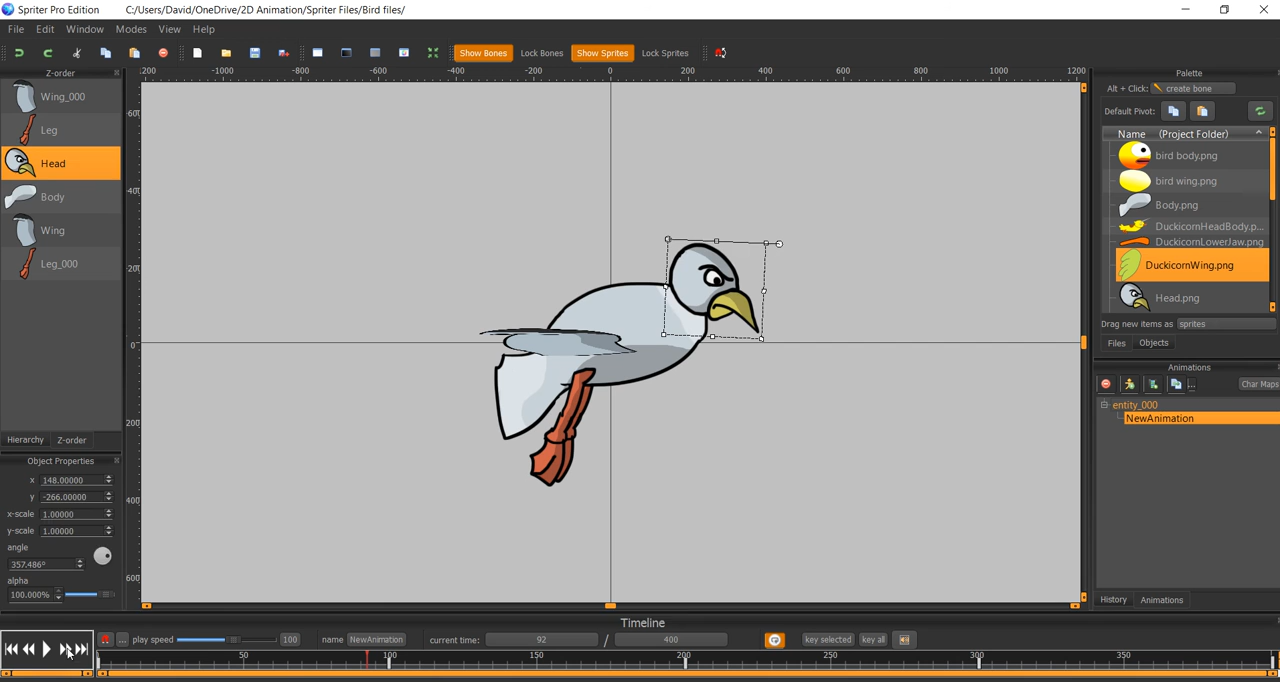 Spriter Pro Edition C:/Users/David/OneDrive/2D Animation/Spriter Files/Bird files/
File Edit Window Modes View Help
Show Bones Lock Bones Show Sprites Lock Sprites
Z-order
Wing_000
Leg
Head
Body
Wing
Leg_000
Hierarchy Z-order
Object Properties
x 148.00000
y -266.00000
x-scale 1.00000
y-scale 1.00000
angle
357.486°
alpha
100.000%
-1000 -800 -600 -400 -200 0 200 400 600 800 1000 1200
Palette
Alt + Click: create bone
Default Pivot:
Name (Project Folder)
bird body.png
bird wing.png
Body.png
DuckicornHeadBody.p...
DuckicornLowerJaw.png
DuckicornWing.png
Head.png
Drag new items as sprites
Files Objects
Animations
... Char Maps
entity_000
NewAnimation
History Animations
Timeline
... play speed 100 name NewAnimation current time: 92 / 400 key selected key all
50 100 150 200 250 300 350